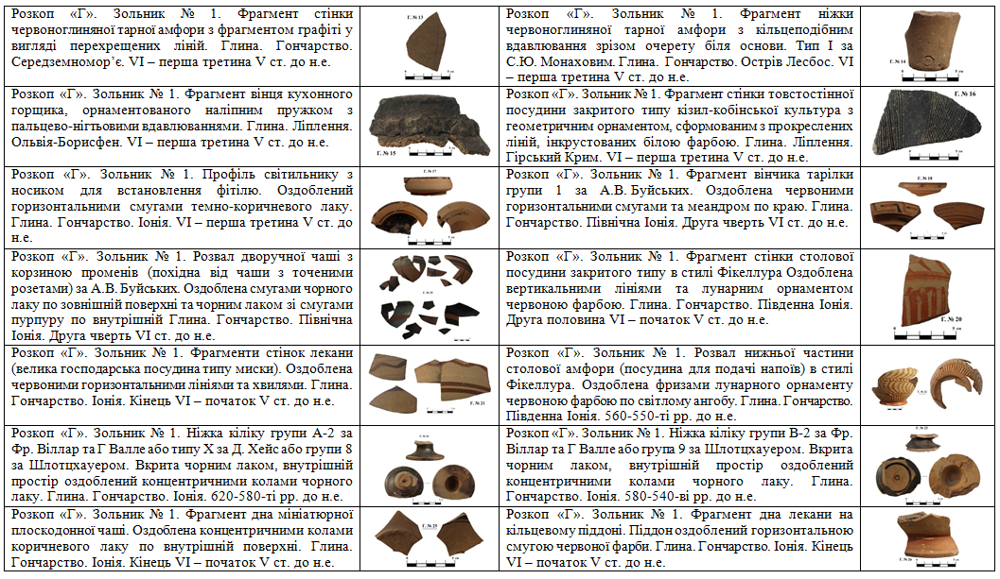 Розкоп «Г». Зольник № 1. Фрагмент стінки
червоноглиняної тарної амфори з фрагментом графіті у
вигляді перехрещених ліній. Глина. Гончарство.
Середземномор’є. VI – перша третина V ст. до н.е.
Г. № 13
5 см
Розкоп «Г». Зольник № 1. Фрагмент ніжки
червоноглиняної тарної амфори з кільцеподібним
вдавлювання зрізом очерету біля основи. Тип I за
С.Ю. Монаховим. Глина. Гончарство. Острів Лесбос. VI
– перша третина V ст. до н.е.
Г. № 14
5 см
Розкоп «Г». Зольник № 1. Фрагмент вінця кухонного
горщика, орнаментованого наліпним пружком з
пальцево-нігтьовими вдавлюваннями. Глина. Ліплення.
Ольвія-Борисфен. VI – перша третина V ст. до н.е.
Г. № 15
5 см
Розкоп «Г». Зольник № 1. Фрагмент стінки товстостінної
посудини закритого типу кізил-кобінська культура з
геометричним орнаментом, сформованим з прокреслених
ліній, інкрустованих білою фарбою. Глина. Ліплення.
Гірський Крим. VI – перша третина V ст. до н.е.
Г. № 16
5 см
Розкоп «Г». Зольник № 1. Профіль світильнику з
носиком для встановлення фітілю. Оздоблений
горизонтальними смугами темно-коричневого лаку.
Глина. Гончарство. Іонія. VI – перша третина V ст. до
н.е.
Г. № 17
Розкоп «Г». Зольник № 1. Фрагмент вінчика тарілки
групи 1 за А.В. Буйських. Оздоблена червоними
горизонтальними смугами та меандром по краю. Глина.
Гончарство. Північна Іонія. Друга чверть VI ст. до н.е.
Г. № 18
Розкоп «Г». Зольник № 1. Розвал дворучної чаші з
корзиною променів (похідна від чаши з точеними
розетами) за А.В. Буйських. Оздоблена смугами чорного
лаку по зовнішній поверхні та чорним лаком зі смугами
пурпуру по внутрішній Глина. Гончарство. Північна
Іонія. Друга чверть VI ст. до н.е.
Розкоп «Г». Зольник № 1. Фрагмент стінки столової
посудини закритого типу в стилі Фікеллура Оздоблена
вертикальними лініями та лунарним орнаментом
червоною фарбою. Глина. Гончарство. Південна Іонія.
Друга половина VI – початок V ст. до н.е.
Г. № 20
5 см
Розкоп «Г». Зольник № 1. Фрагменти стінок лекани
(велика господарська посудина типу миски). Оздоблена
червоними горизонтальними лініями та хвилями. Глина.
Гончарство. Іонія. Кінець VI – початок V ст. до н.е.
Г. № 21
Розкоп «Г». Зольник № 1. Розвал нижньої частини
столової амфори (посудина для подачі напоїв) в стилі
Фікеллура. Оздоблена фризами лунарного орнаменту
червоною фарбою по світлому ангобу. Глина. Гончарство.
Південна Іонія. 560-550-ті рр. до н.е.
Розкоп «Г». Зольник № 1. Ніжка кіліку групи А-2 за
Фр. Віллар та Г Валле або типу X за Д. Хейс або групи 8
за Шлотцхауером. Вкрита чорним лаком, внутрішній
простір оздоблений концентричними колами чорного
лаку. Глина. Гончарство. Іонія. 620-580-ті рр. до н.е.
Розкоп «Г». Зольник № 1. Ніжка кіліку групи В-2 за Фр.
Віллар та Г Валле або група 9 за Шлотцхауером. Вкрита
чорним лаком, внутрішній простір оздоблений
концентричними колами чорного лаку. Глина.
Гончарство. Іонія. 580-540-ві рр. до н.е.
Розкоп «Г». Зольник № 1. Фрагмент дна мініатюрної
плоскодонної чаші. Оздоблена концентричними колами
коричневого лаку по внутрішній поверхні. Глина.
Гончарство. Іонія. Кінець VI – початок V ст. до н.е.
Г. № 25
Розкоп «Г». Зольник № 1. Фрагмент дна лекани на
кільцевому піддоні. Піддон оздоблений горизонтальною
смугою червоної фарби. Глина. Гончарство. Іонія. Кінець
VI – початок V ст. до н.е.
Г. № 26